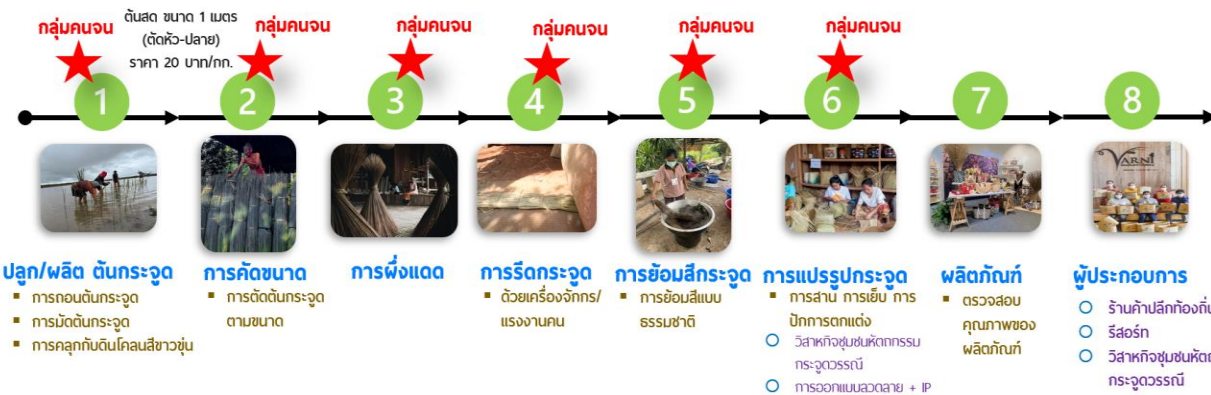 กลุ่มคนจน
ต้นสด ขนาด 1 เมตร
(ตัดหัว-ปลาย)
ราคา 20 บาท/กก.
กลุ่มคนจน
กลุ่มคนจน
กลุ่มคนจน
กลุ่มคนจน
กลุ่มคนจน
1
2
3
4
5
6
7
8
VARNI
ปลูก/ผลิต ต้นกระจูด
การถอนต้นกระจูด
การมัดต้นกระจูด
การคลุกกับดินโคลนสีขาวขุ่น
การคัดขนาด
การตัดต้นกระจูด
ตามขนาด
การผึ่งแดด
การรีดกระจูด
ด้วยเครื่องจักร/
แรงงานคน
การย้อมสีกระจูด
การย้อมสีแบบ
ธรรมชาติ
การแปรรูปกระจูด
การสาน การเย็บ การ
ปักการตกแต่ง
วิสาหกิจชุมชนหัตถกรรม
กระจูดวรรณี
การออกแบบลวดลาย + IP
ผลิตภัณฑ์
ตรวจสอบ
คุณภาพของ
ผลิตภัณฑ์
ผู้ประกอบการ
ร้านค้าปลีกท้องถิ่น
รีสอร์ท
วิสาหกิจชุมชนหัตถ
กระจูดวรรณี